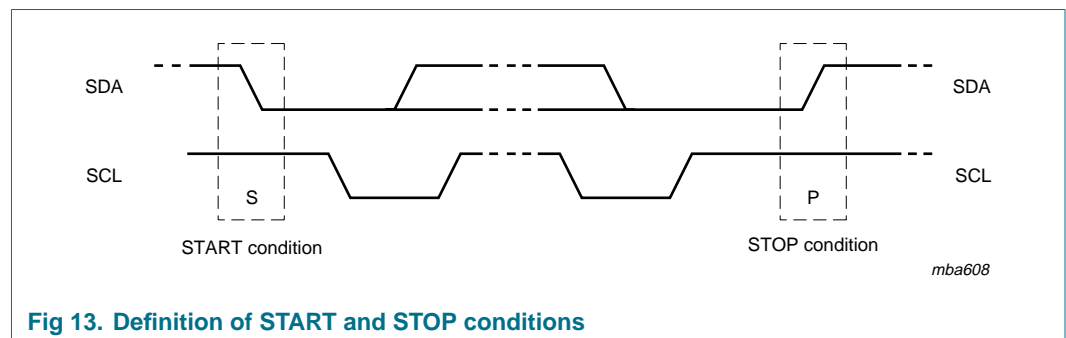 SDA
SDA
SCL
SCL
S
P
START condition
STOP condition
mba608
Fig 13. Definition of START and STOP conditions